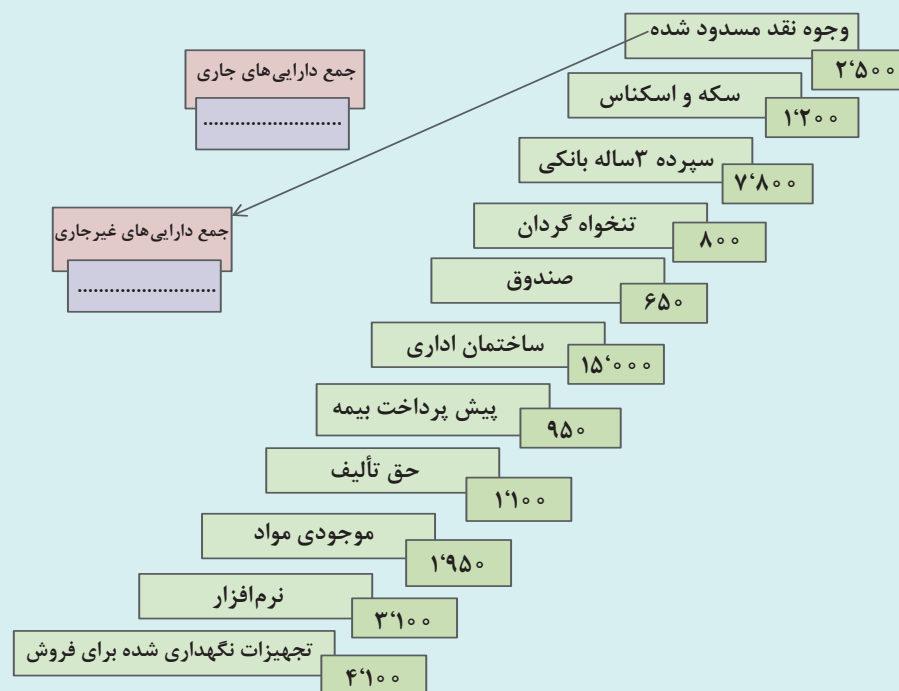 وجوه نقد مسدود شده
۲٬۵۰۰
جمع دارایی‌های جاری
..........................
سکه و اسکناس
۱٬۲۰۰
سپرده ۳ساله بانکی
۷٬۸۰۰
تنخواه گردان
۸۰۰
جمع دارایی‌های غیرجاری
..........................
صندوق
۶۵۰
ساختمان اداری
۱۵٬۰۰۰
پیش پرداخت بیمه
۹۵۰
حق تألیف
۱٬۱۰۰
موجودی مواد
۱٬۹۵۰
نرم‌افزار
۳٬۱۰۰
تجهیزات نگهداری شده برای فروش
۴٬۱۰۰